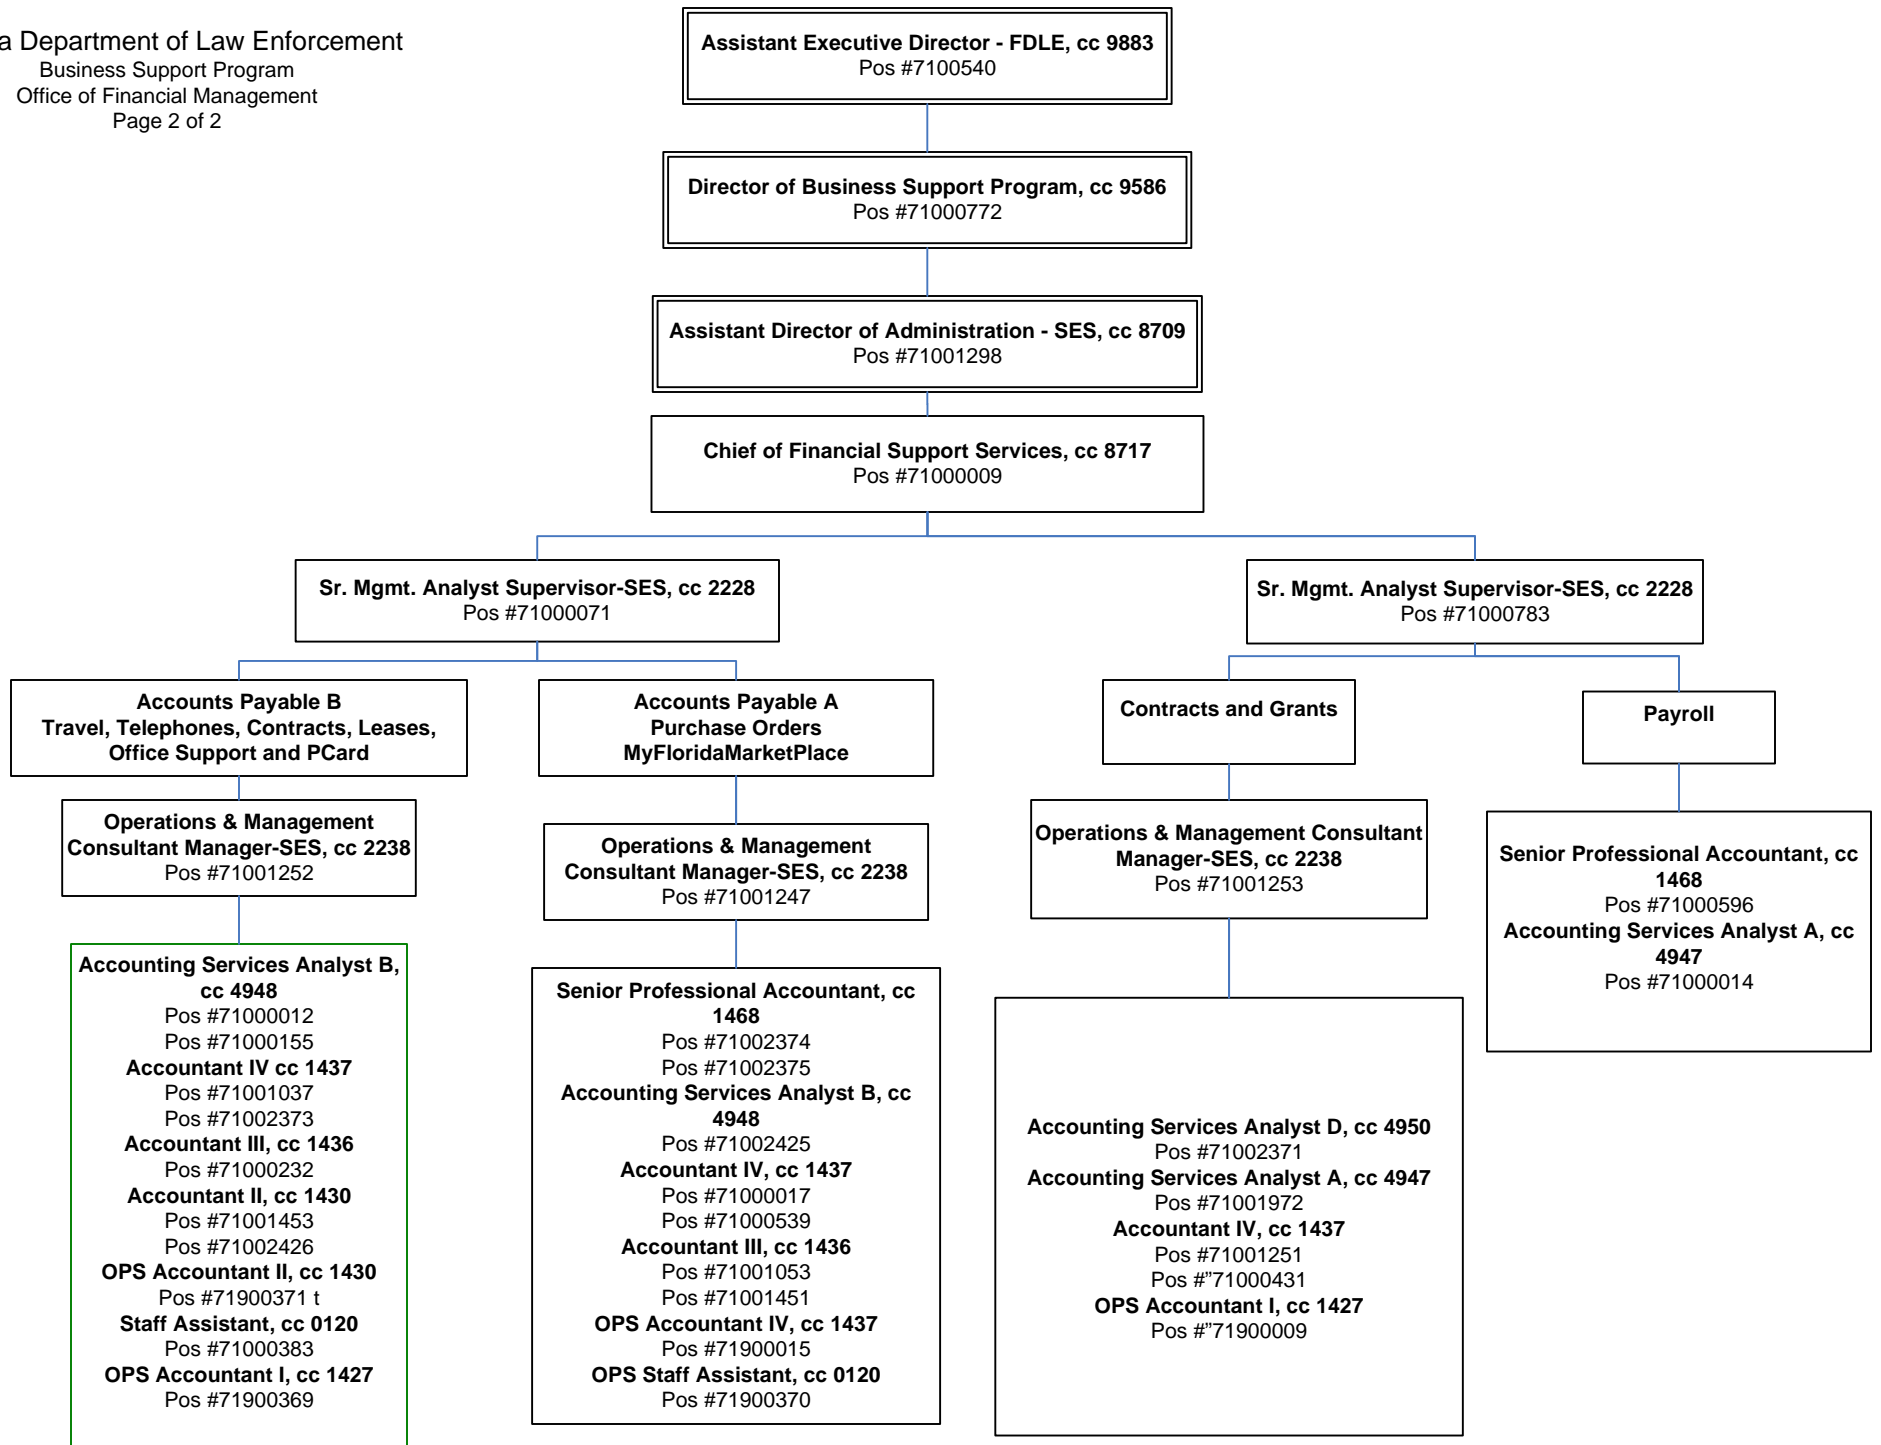 a Department of Law Enforcement
Business Support Program
Office of Financial Management
Page 2 of 2
Assistant Executive Director - FDLE, cc 9883
Pos #7100540
Director of Business Support Program, cc 9586
Pos #71000772
Assistant Director of Administration - SES, cc 8709
Pos #71001298
Chief of Financial Support Services, cc 8717
Pos #71000009
Sr. Mgmt. Analyst Supervisor-SES, cc 2228
Pos #71000071
Sr. Mgmt. Analyst Supervisor-SES, cc 2228
Pos #71000783
Accounts Payable B
Travel, Telephones, Contracts, Leases,
Office Support and PCard
Accounts Payable A
Purchase Orders
MyFloridaMarketPlace
Contracts and Grants
Payroll
Operations & Management
Consultant Manager-SES, cc 2238
Pos #71001252
Operations & Management
Consultant Manager-SES, cc 2238
Pos #71001247
Operations & Management Consultant
Manager-SES, cc 2238
Pos #71001253
Senior Professional Accountant, cc
1468
Pos #71000596
Accounting Services Analyst A, cc
4947
Pos #71000014
Accounting Services Analyst B,
cc 4948
Pos #71000012
Pos #71000155
Accountant IV cc 1437
Pos #71001037
Pos #71002373
Accountant III, cc 1436
Pos #71000232
Accountant II, cc 1430
Pos #71001453
Pos #71002426
OPS Accountant II, cc 1430
Pos #71900371 t
Staff Assistant, cc 0120
Pos #71000383
OPS Accountant I, cc 1427
Pos #71900369
Senior Professional Accountant, cc
1468
Pos #71002374
Pos #71002375
Accounting Services Analyst B, cc
4948
Pos #71002425
Accountant IV, cc 1437
Pos #71000017
Pos #71000539
Accountant III, cc 1436
Pos #71001053
Pos #71001451
OPS Accountant IV, cc 1437
Pos #71900015
OPS Staff Assistant, cc 0120
Pos #71900370
Accounting Services Analyst D, cc 4950
Pos #71002371
Accounting Services Analyst A, cc 4947
Pos #71001972
Accountant IV, cc 1437
Pos #71001251
Pos #”71000431
OPS Accountant I, cc 1427
Pos #”71900009